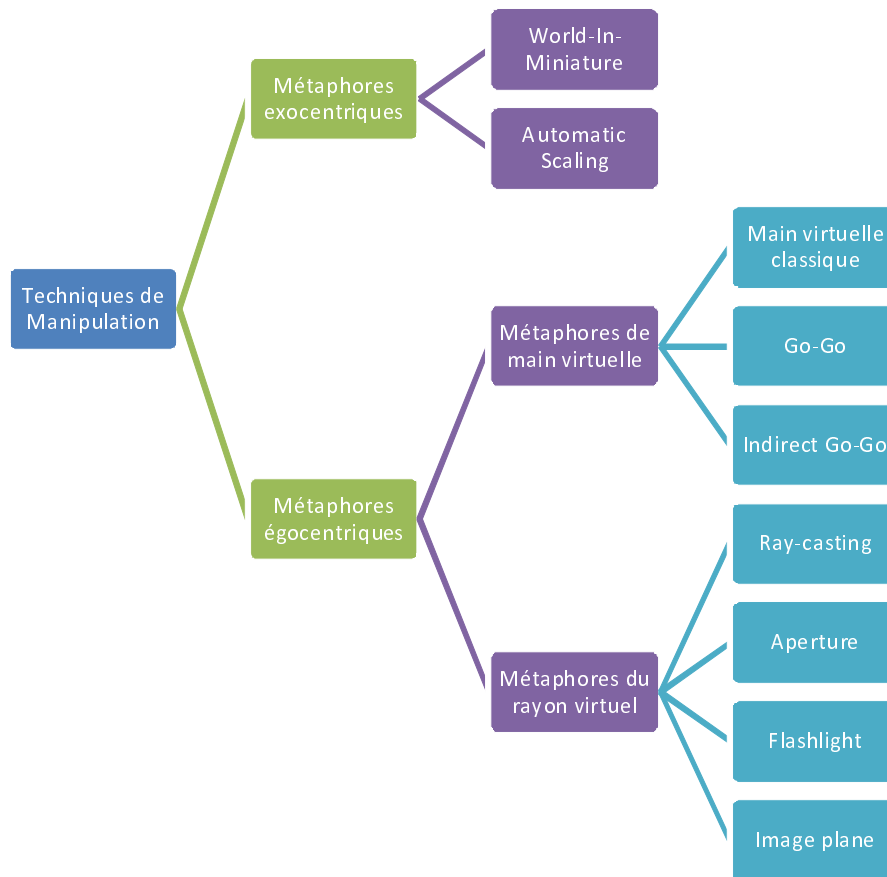 World-In-
Miniature
Métaphores
exocentriques
Automatic
Scaling
Main virtuelle
classique
Techniques de
Manipulation
Métaphores de
main virtuelle
Go-Go
Indirect Go-Go
Métaphores
égocentriques
Ray-casting
Aperture
Métaphores du
rayon virtuel
Flashlight
Image plane